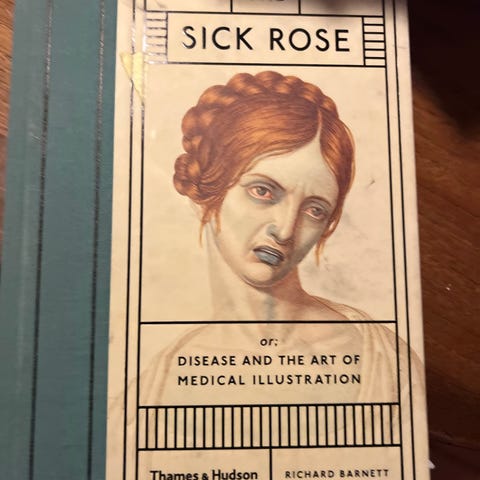 SICK ROSE
or;
DISEASE AND THE ART OF
MEDICAL ILLUSTRATION
Thames & Hudson
RICHARD BARNETT